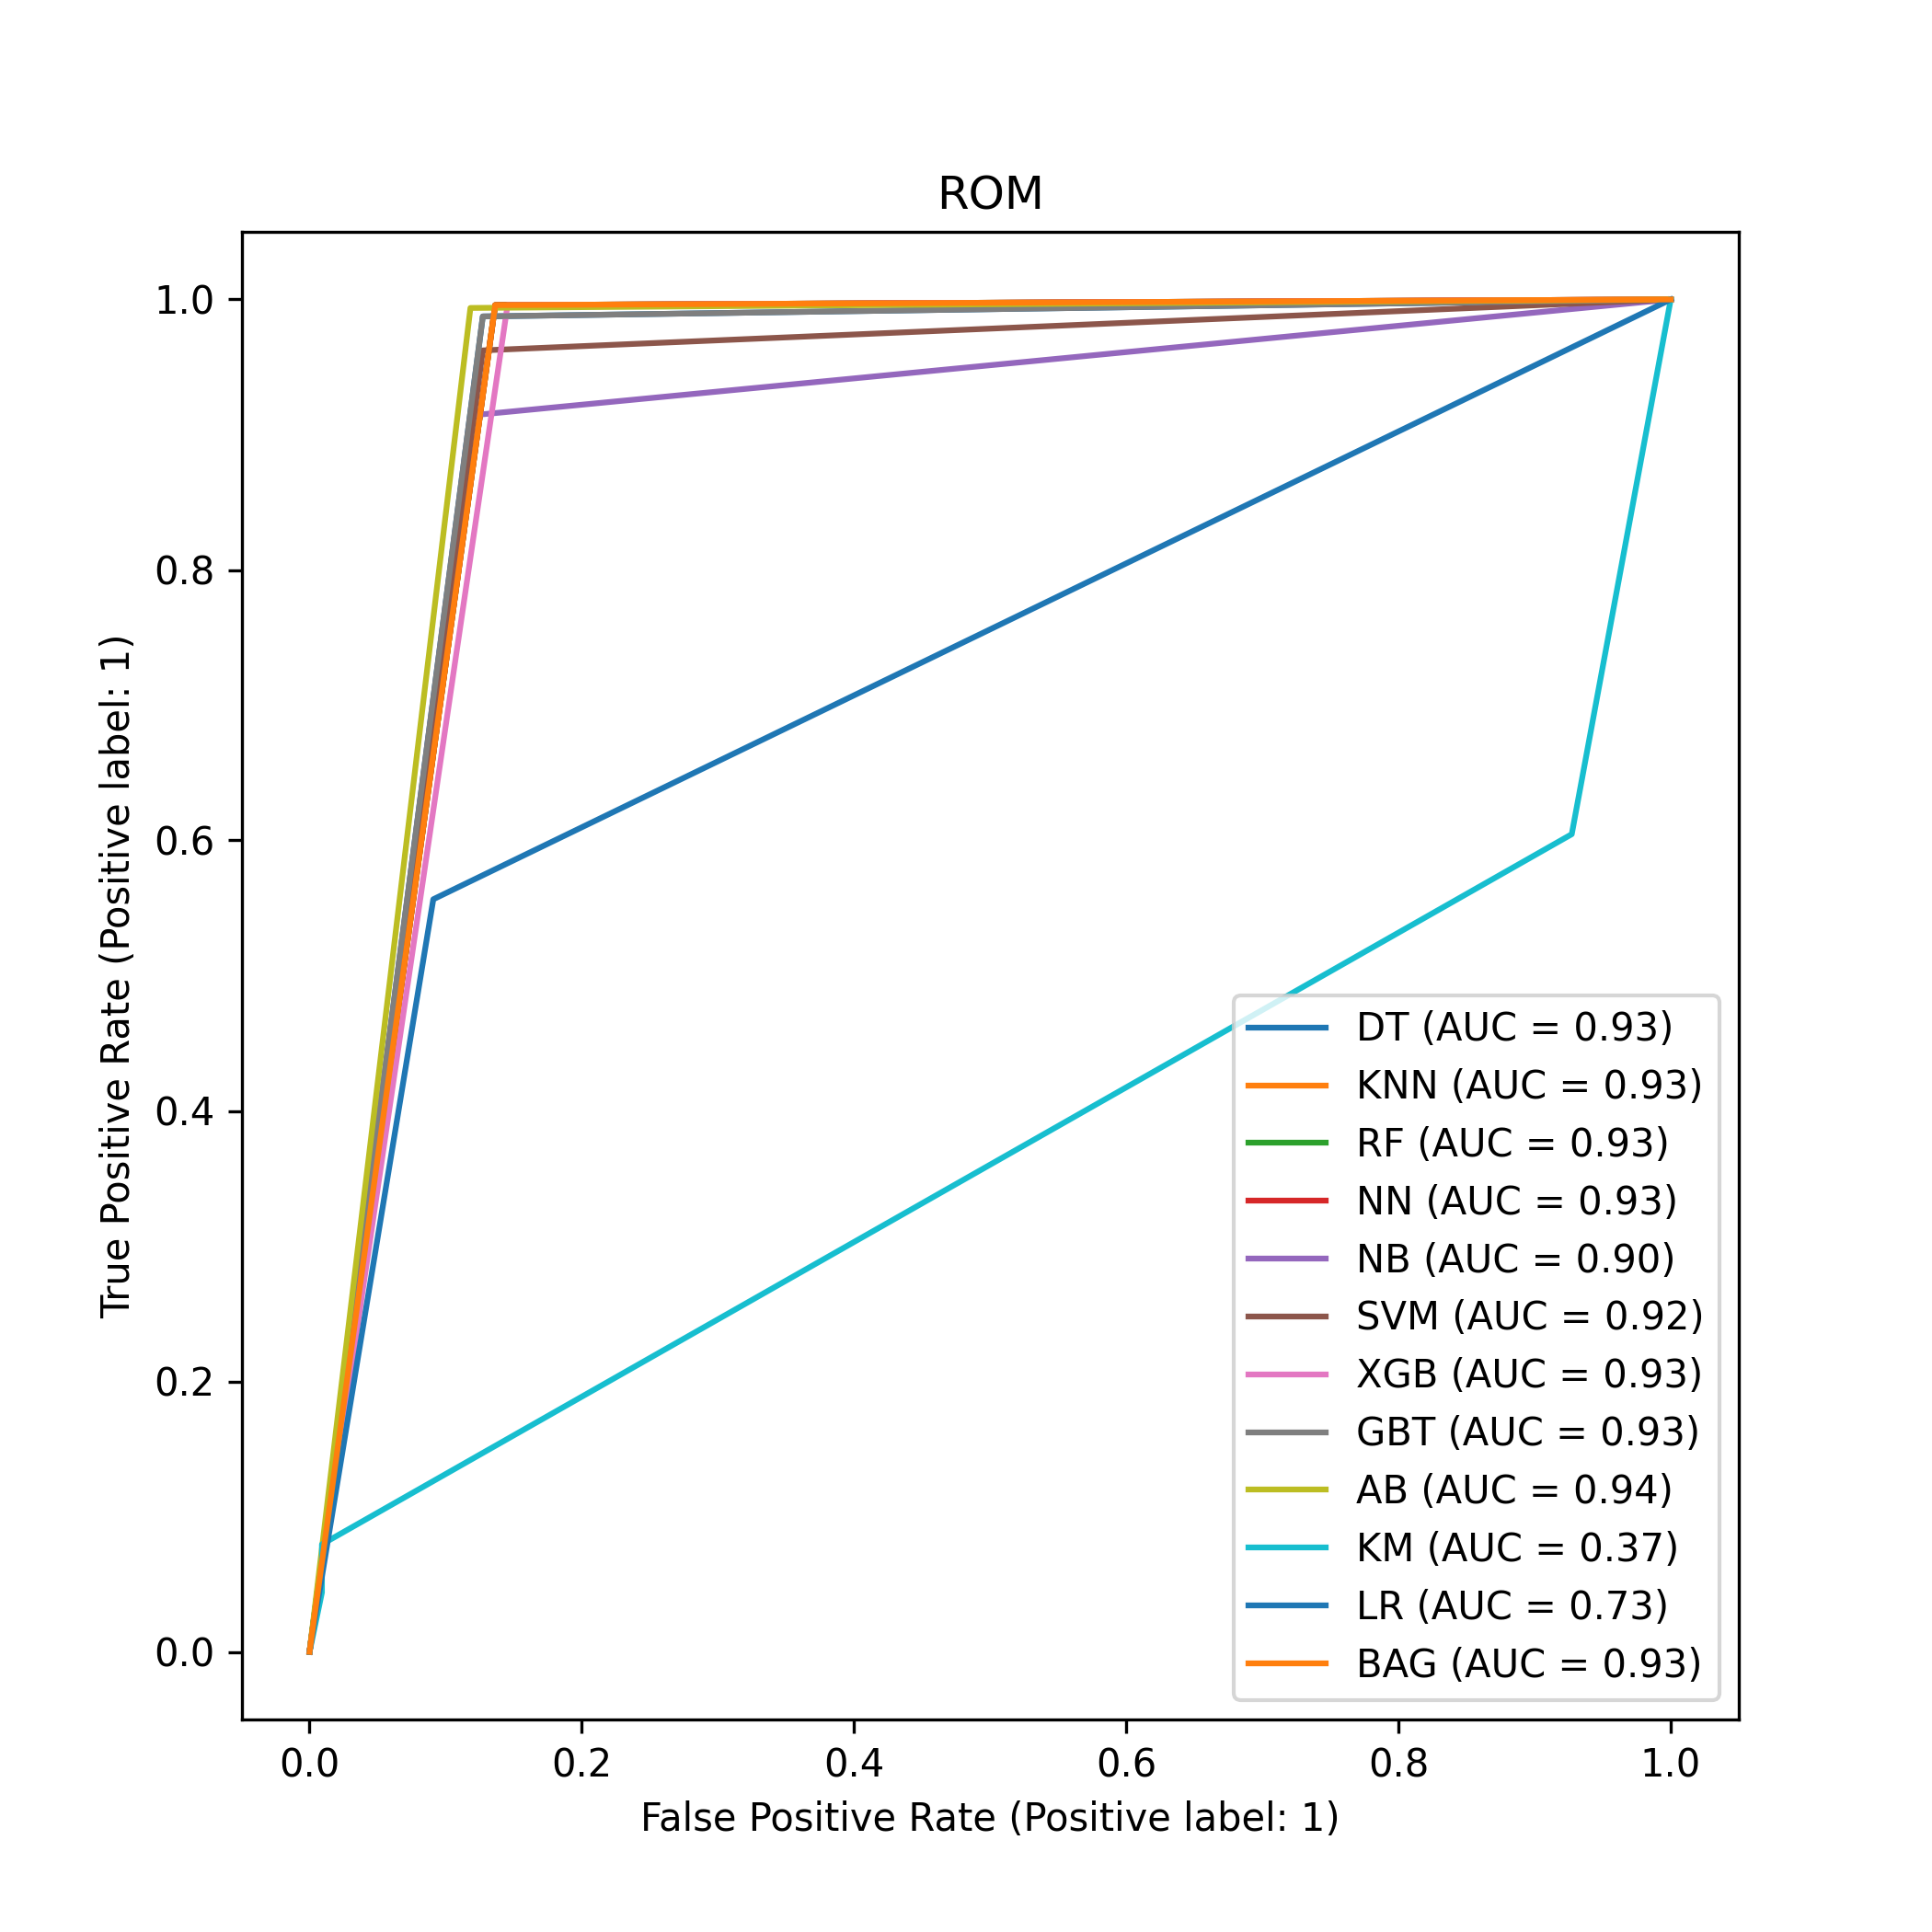 ROM
1.0
0.8
0.6
0.4
0.2
0.0
True Positive Rate (Positive label: 1)
DT (AUC = 0.93)
KNN (AUC = 0.93)
RF (AUC = 0.93)
NN (AUC = 0.93)
NB (AUC = 0.90)
SVM (AUC = 0.92)
XGB (AUC = 0.93)
GBT (AUC = 0.93)
AB (AUC = 0.94)
KM (AUC = 0.37)
LR (AUC = 0.73)
BAG (AUC = 0.93)
0.0 0.2 0.4 0.6 0.8 1.0
False Positive Rate (Positive label: 1)